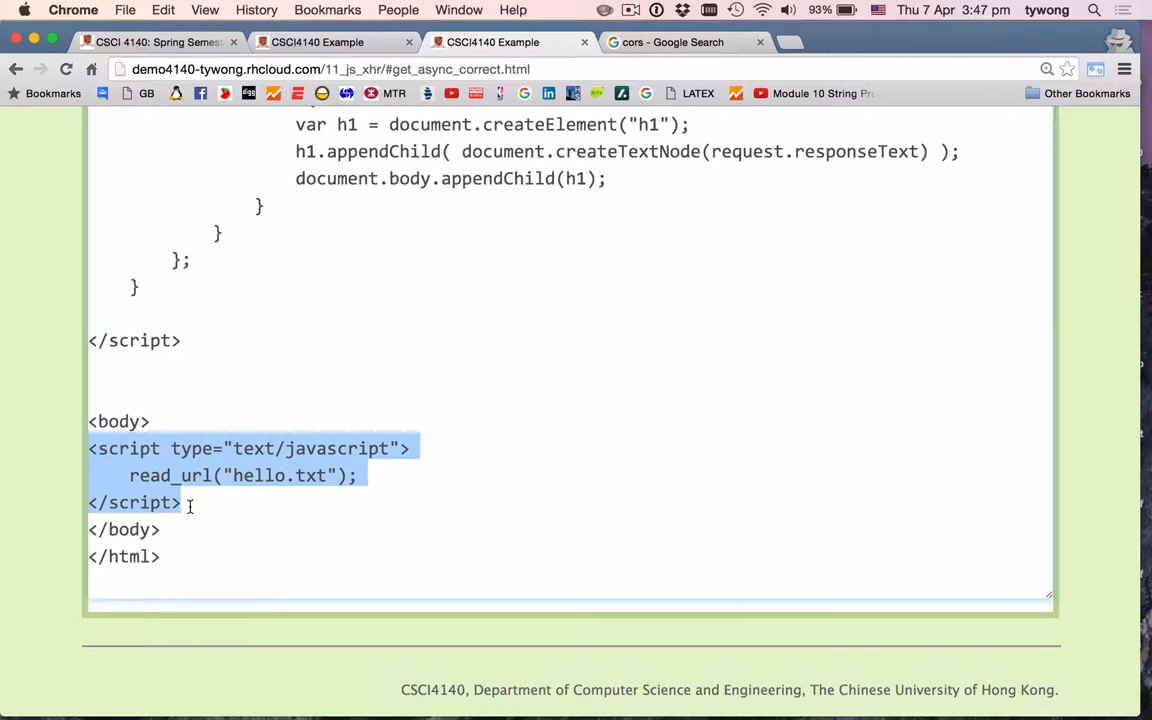 Chrome File Edit View History Bookmarks People Window Help 93% Thu 7 Apr 3:47 pm tywong
CSCI 4140: Spring Semest CSCI4140 Example CSCI4140 Example cors - Google Search
demo4140-tywong.rhcloud.com/11_js_xhr/#get_async_correct.html
Bookmarks GB digg MTR LATEX Module 10 String Pr Other Bookmarks
var h1 = document.createElement("h1");
h1.appendChild( document.createTextNode(request.responseText) );
document.body.appendChild(h1);
}
}
};
}
</script>
<body>
<script type="text/javascript">
read_url("hello.txt");
</script>
</body>
</html>
CSCI4140, Department of Computer Science and Engineering, The Chinese University of Hong Kong.